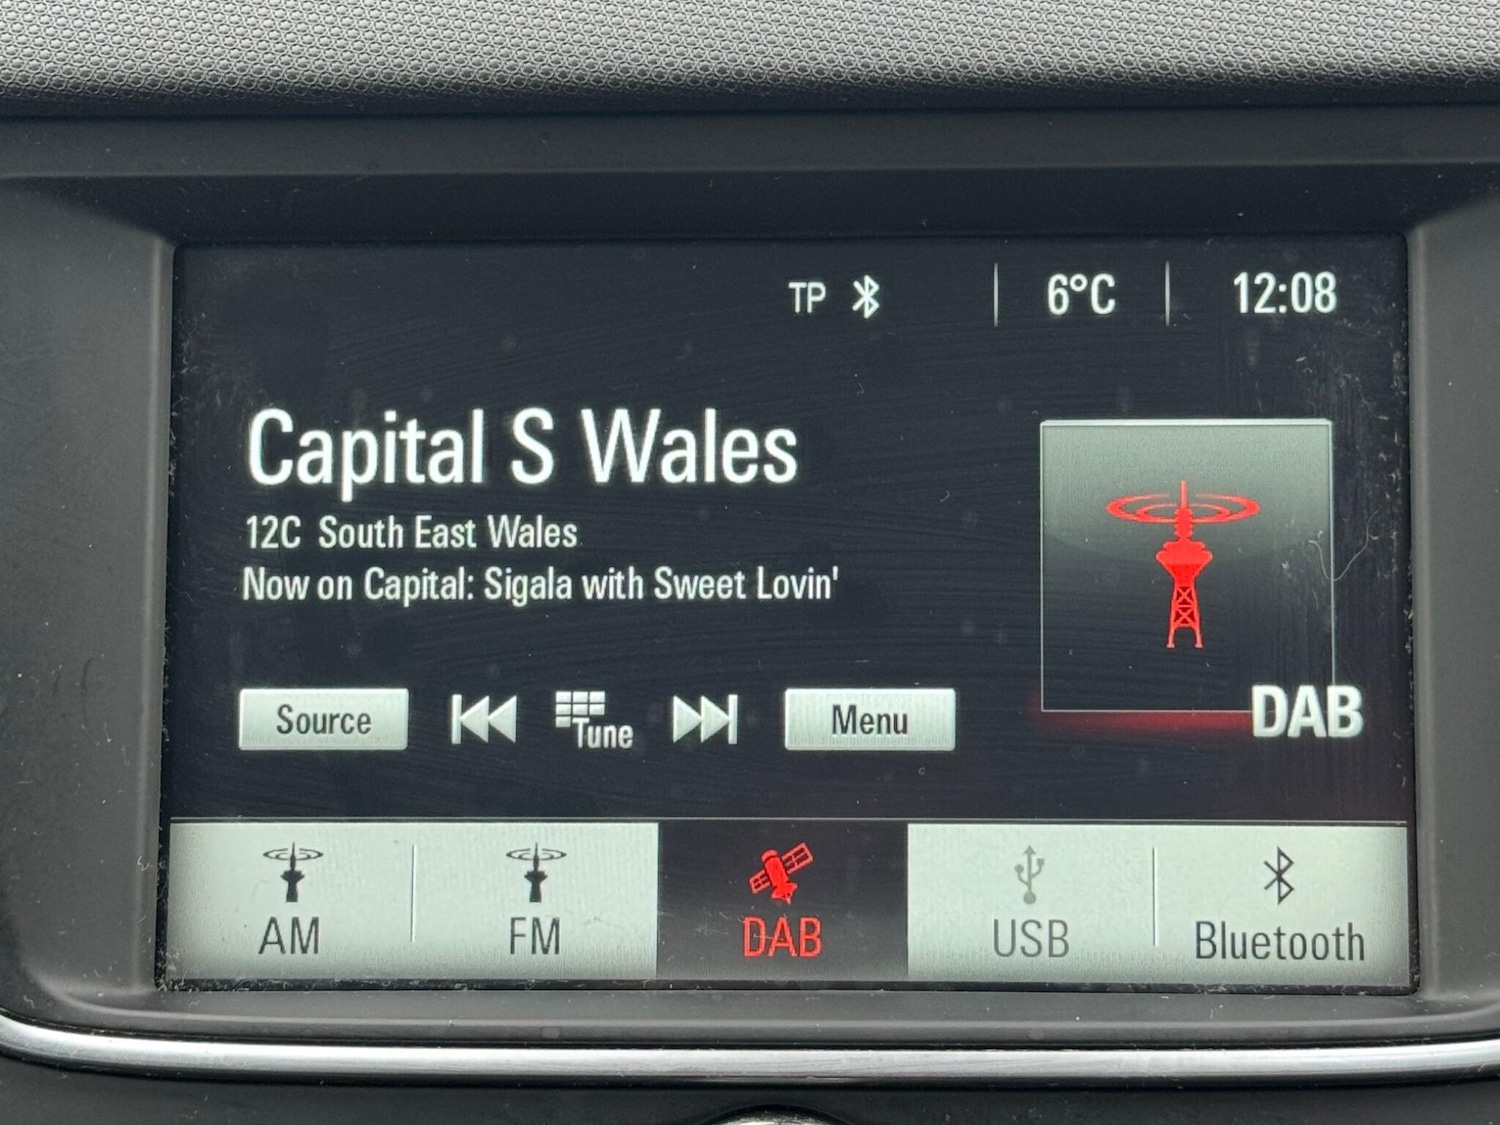 TP 6°C 12:08
Capital S Wales
12C South East Wales
Now on Capital: Sigala with Sweet Lovin'
Source Tune Menu
DAB
AM FM DAB USB Bluetooth